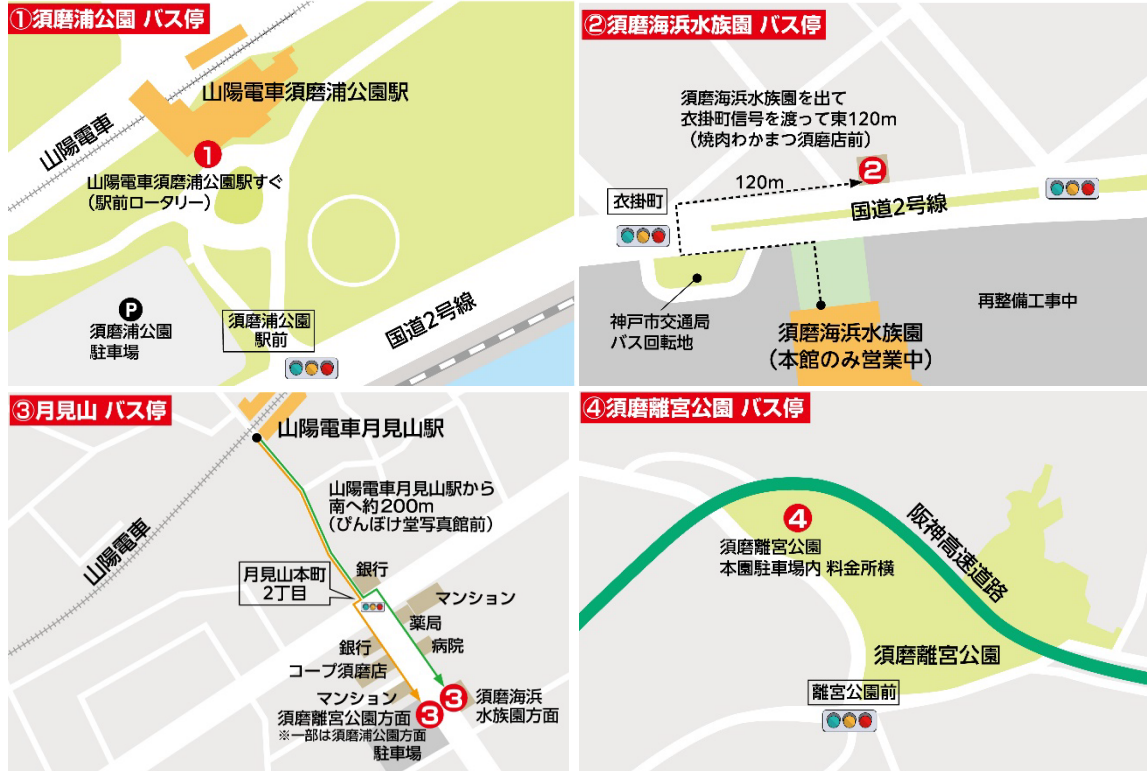 ①須磨浦公園 バス停
山陽電車須磨浦公園駅
山陽電車
1
山陽電車須磨浦公園駅すぐ
（駅前ロータリー）
P
須磨浦公園
駐車場
須磨浦公園
駅前
国道2号線
②須磨海浜水族園 バス停
須磨海浜水族園を出て
衣掛町信号を渡って東120m
（焼肉わかまつ須磨店前）
2
120m
衣掛町
国道2号線
神戸市交通局
バス回転地
再整備工事中
須磨海浜水族園
（本館のみ営業中）
③月見山 バス停
山陽電車月見山駅
山陽電車月見山駅から
南へ約200m
（ぴんぼけ堂写真館前）
山陽電車
月見山本町
2丁目
銀行
マンション
薬局
銀行
病院
コープ須磨店
マンション
3
3
須磨離宮公園方面
※一部は須磨浦公園方面
須磨海浜
水族園方面
駐車場
④須磨離宮公園 バス停
4
須磨離宮公園
本園駐車場内 料金所横
阪神高速道路
須磨離宮公園
離宮公園前